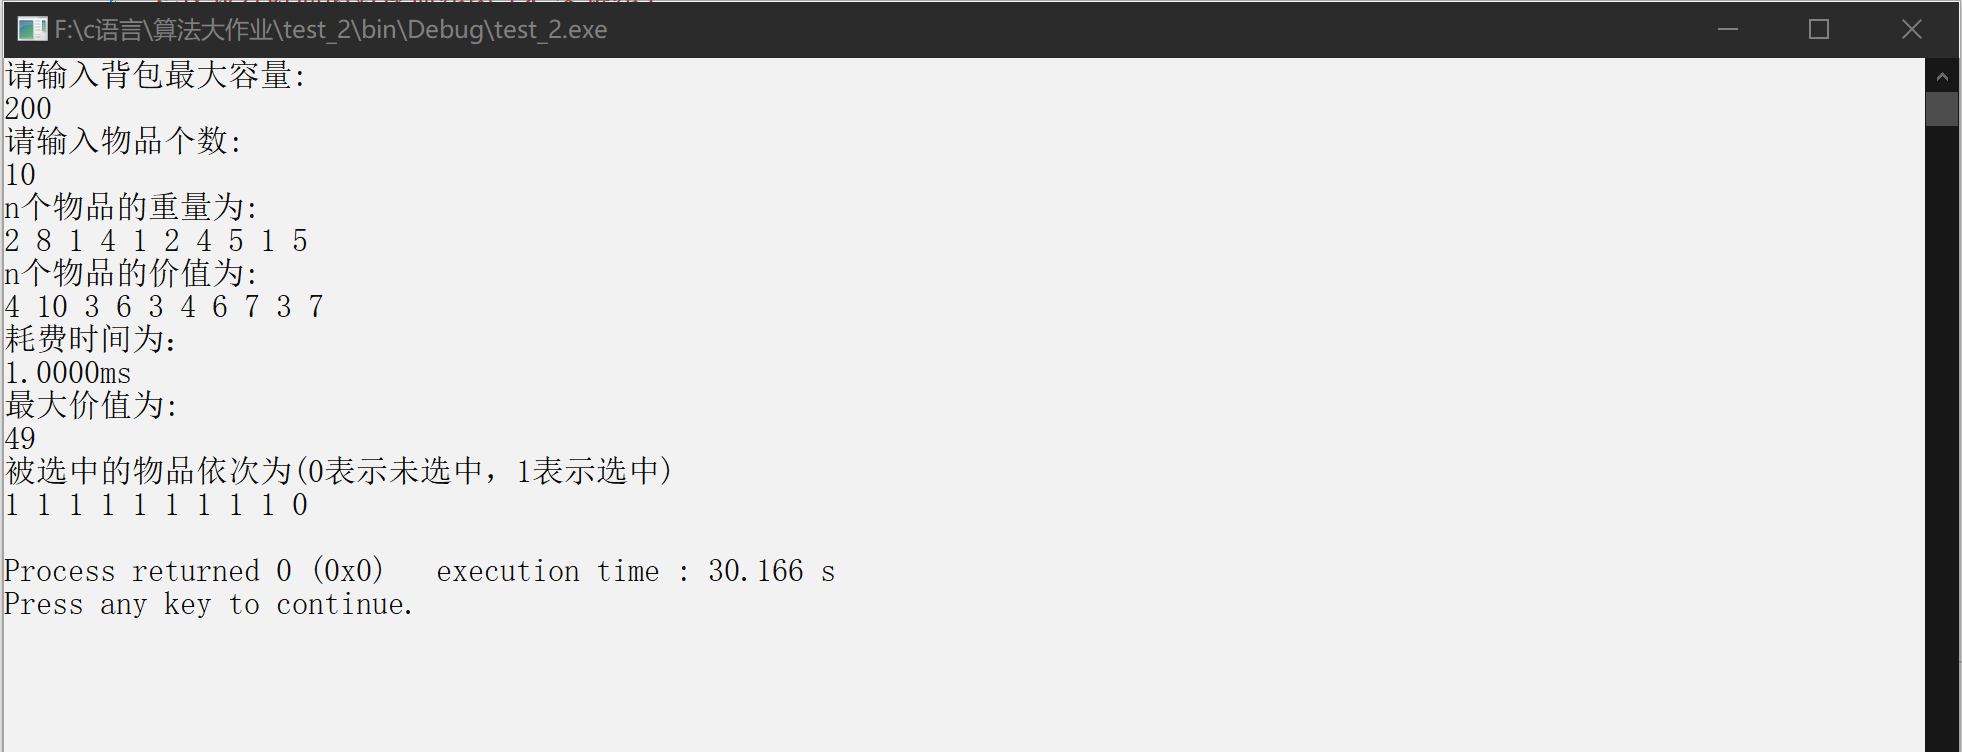 F:\c语言\算法大作业\test_2\bin\Debug\test_2.exe
请输入背包最大容量:
200
请输入物品个数:
10
n个物品的重量为:
2 8 1 4 1 2 4 5 1 5
n个物品的价值为:
4 10 3 6 3 4 6 7 3 7
耗费时间为：
1.0000ms
最大价值为:
49
被选中的物品依次为(0表示未选中，1表示选中)
1 1 1 1 1 1 1 1 1 0
Process returned 0 (0x0)   execution time : 30.166 s
Press any key to continue.